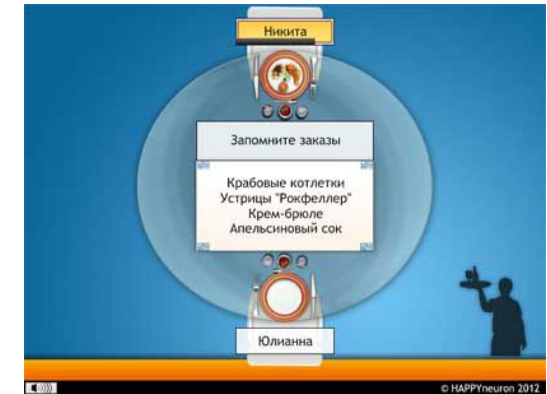 Никита
Запомните заказы
Крабовые котлетки
Устрицы "Рокфеллер"
Крем-брюле
Апельсиновый сок
Юлианна
© HAPPYneuron 2012